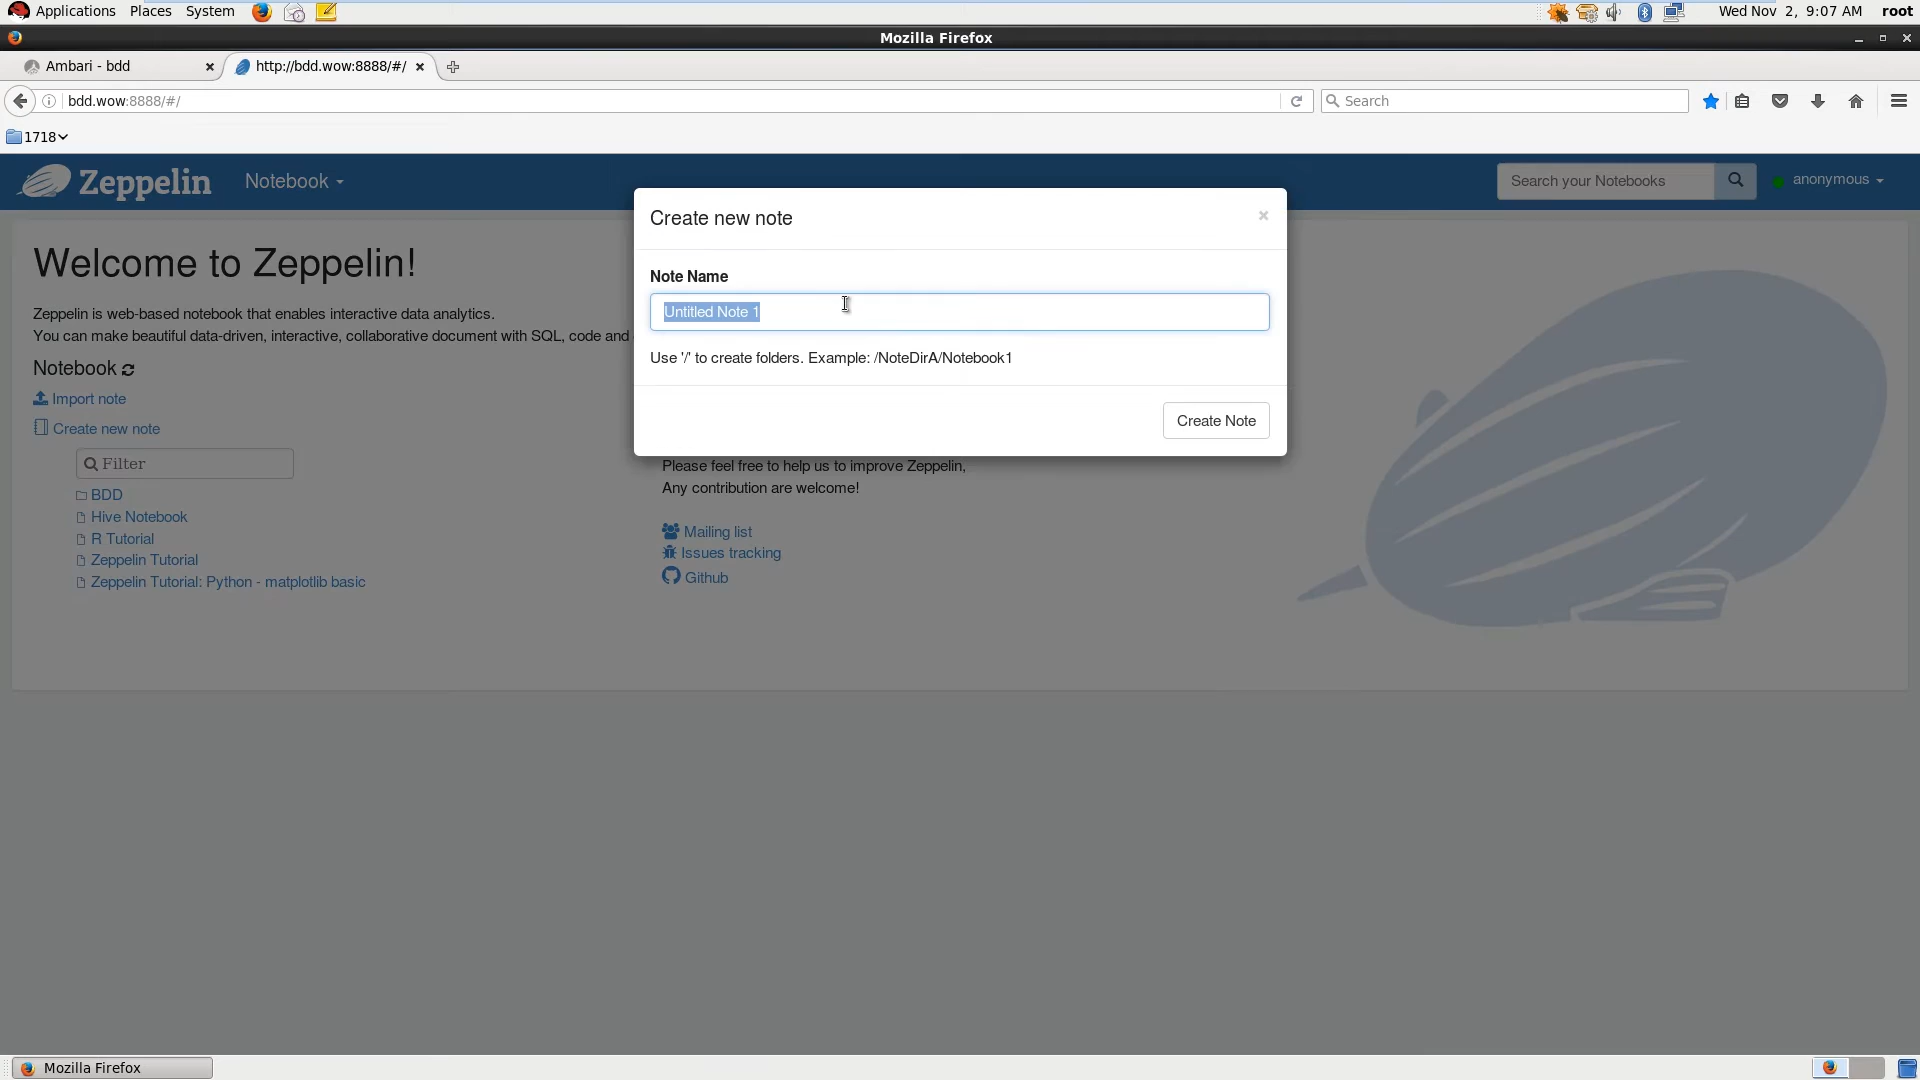 Applications Places System
Wed Nov 2, 9:07 AM root
Mozilla Firefox
Ambari - bdd
http://bdd.wow:8888/#/
bdd.wow:8888/#/
Search
1718
Zeppelin
Notebook
Search your Notebooks
anonymous
Create new note
×
Note Name
Untitled Note 1
Use '/' to create folders. Example: /NoteDirA/Notebook1
Create Note
Welcome to Zeppelin!
Zeppelin is web-based notebook that enables interactive data analytics.
You can make beautiful data-driven, interactive, collaborative document with SQL, code and
Notebook
Import note
Create new note
Filter
BDD
Hive Notebook
R Tutorial
Zeppelin Tutorial
Zeppelin Tutorial: Python - matplotlib basic
Please feel free to help us to improve Zeppelin,
Any contribution are welcome!
Mailing list
Issues tracking
Github
Mozilla Firefox